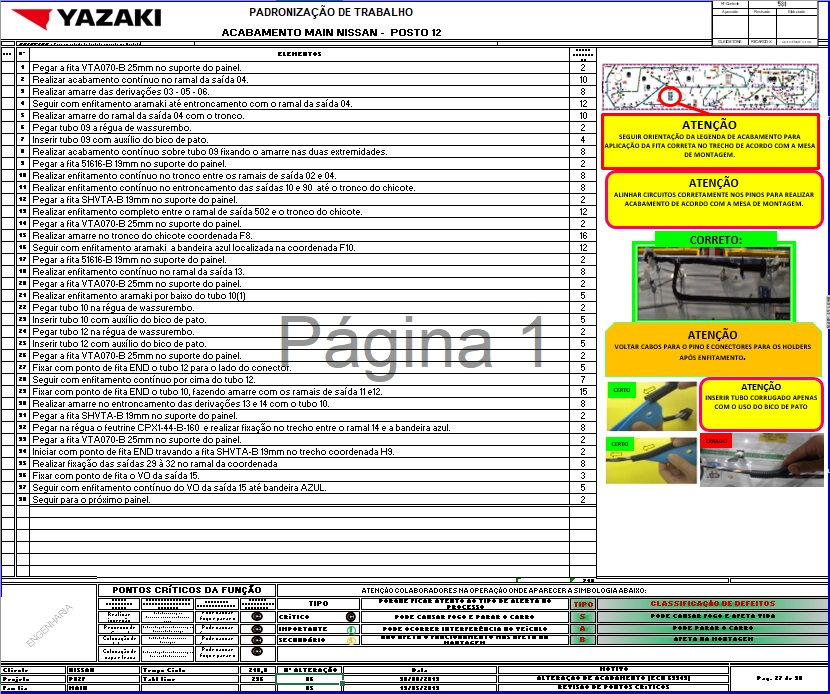 YAZAKI
PADRONIZAÇÃO DE TRABALHO
ACABAMENTO MAIN NISSAN - POSTO 12
Nº ELEMENTOS
1 Pegar a fita VTA070-B 25mm no suporte do painel. 2
2 Realizar acabamento contínuo no ramal da saída 04. 10
3 Realizar amarre das derivações 03 - 05 - 06. 8
4 Seguir com enfitamento aramaki até entroncamento com o ramal da saída 04. 12
5 Realizar amarre do ramal da saída 04 com o tronco. 10
6 Pegar tubo 09 a régua de wassurembo. 2
7 Inserir tubo 09 com auxílio do bico de pato. 4
8 Realizar acabamento contínuo sobre tubo 09 fixando o amarre nas duas extremidades. 8
9 Pegar a fita 51616-B 19mm no suporte do painel. 2
10 Realizar enfitamento contínuo no tronco entre os ramais de saída 02 e 04. 8
11 Realizar enfitamento contínuo no entroncamento das saídas 10 e 90 até o tronco do chicote. 8
12 Pegar a fita SHVTA-B 19mm no suporte do painel. 2
13 Realizar enfitamento completo entre o ramal de saída 502 e o tronco do chicote. 12
14 Pegar a fita VTA070-B 25mm no suporte do painel. 2
15 Realizar amarre no tronco do chicote coordenada F8. 16
16 Seguir com enfitamento aramaki a bandeira azul localizada na coordenada F10. 12
17 Pegar a fita 51616-B 19mm no suporte do painel. 2
18 Realizar enfitamento contínuo no ramal da saída 13. 8
Pegar a fita VTA070-B 25mm no suporte do painel. 2
21 Realizar enfitamento aramaki por baixo do tubo 10(1) 5
22 Pegar tubo 10 na régua de wassurembo. 2
Inserir tubo 10 com auxílio do bico de pato. 5
24 Pegar tubo 12 na régua de wassurembo. 2
25 Inserir tubo 12 com auxílio do bico de pato. 5
26 Pegar a fita VTA070-B 25mm no suporte do painel. 2
27 Fixar com ponto de fita END o tubo 12 para o lado do conector. 5
28 Seguir com enfitamento contínuo por cima do tubo 12. 7
29 Fixar com ponto de fita END o tubo 10, fazendo amarre com os ramais de saída 11 e12. 15
30 Realizar amarre no entroncamento das derivações 13 e 14 com o tubo 10. 8
31 Pegar a fita SHVTA-B 19mm no suporte do painel. 2
32 Pegar na régua o feutrine CPX1-44-B-160 e realizar fixação no trecho entre o ramal 14 e a bandeira azul. 8
33 Pegar a fita VTA070-B 25mm no suporte do painel. 2
34 Iniciar com ponto de fita END travando a fita SHVTA-B 19mm no trecho coordenada H9. 2
35 Realizar fixação das saídas 29 à 32 no ramal da coordenada 8
36 Fixar com ponto de fita o VO da saída 15. 3
37 Seguir com enfitamento contínuo do VO da saída 15 até bandeira AZUL. 5
38 Seguir para o próximo painel. 2
Página 1
ATENÇÃO
SEGUIR ORIENTAÇÃO DA LEGENDA DE ACABAMENTO PARA
APLICAÇÃO DA FITA CORRETA NO TRECHO DE ACORDO COM A MESA
DE MONTAGEM.
ATENÇÃO
ALINHAR CIRCUITOS CORRETAMENTE NOS PINOS PARA REALIZAR
ACABAMENTO DE ACORDO COM A MESA DE MONTAGEM.
CORRETO:
ATENÇÃO
VOLTAR CABOS PARA O PINO E CONECTORES PARA OS HOLDERS
APÓS ENFITAMENTO.
CERTO
ATENÇÃO
INSERIR TUBO CORRUGADO APENAS
COM O USO DO BICO DE PATO
CERTO
ERRADO
ENGENHARIA
PONTOS CRÍTICOS DA FUNÇÃO
ATENÇÃO COLABORADORES NA OPERAÇÃO ONDE APARECER A SIMBOLOGIA ABAIXO:
TIPO
PORQUE FICAR ATENTO AO TIPO DE ALERTA NO PROCESSO
TIPO CLASSIFICAÇÃO DE DEFEITOS
CRÍTICO PODE CAUSAR FOGO E PARAR O CARRO
S PODE CAUSAR FOGO E AFETA VIDA
IMPORTANTE PODE OCORRER INTERFERÊNCIA NO VEÍCULO
A PODE PARAR O CARRO
SECUNDÁRIO NÃO AFETA O FUNCIONAMENTO MAS AFETA NA MONTAGEM
B AFETA NA MONTAGEM
Cliente NISSAN Tempo Ciclo Nº ALTERAÇÃO Data MOTIVO
Projeto P02F Takt time 236 06 ALTERAÇÃO DE ACABAMENTO
Família MAIN 05 REVISÃO DE PONTOS CRÍTICOS
Pag. 27 de 30